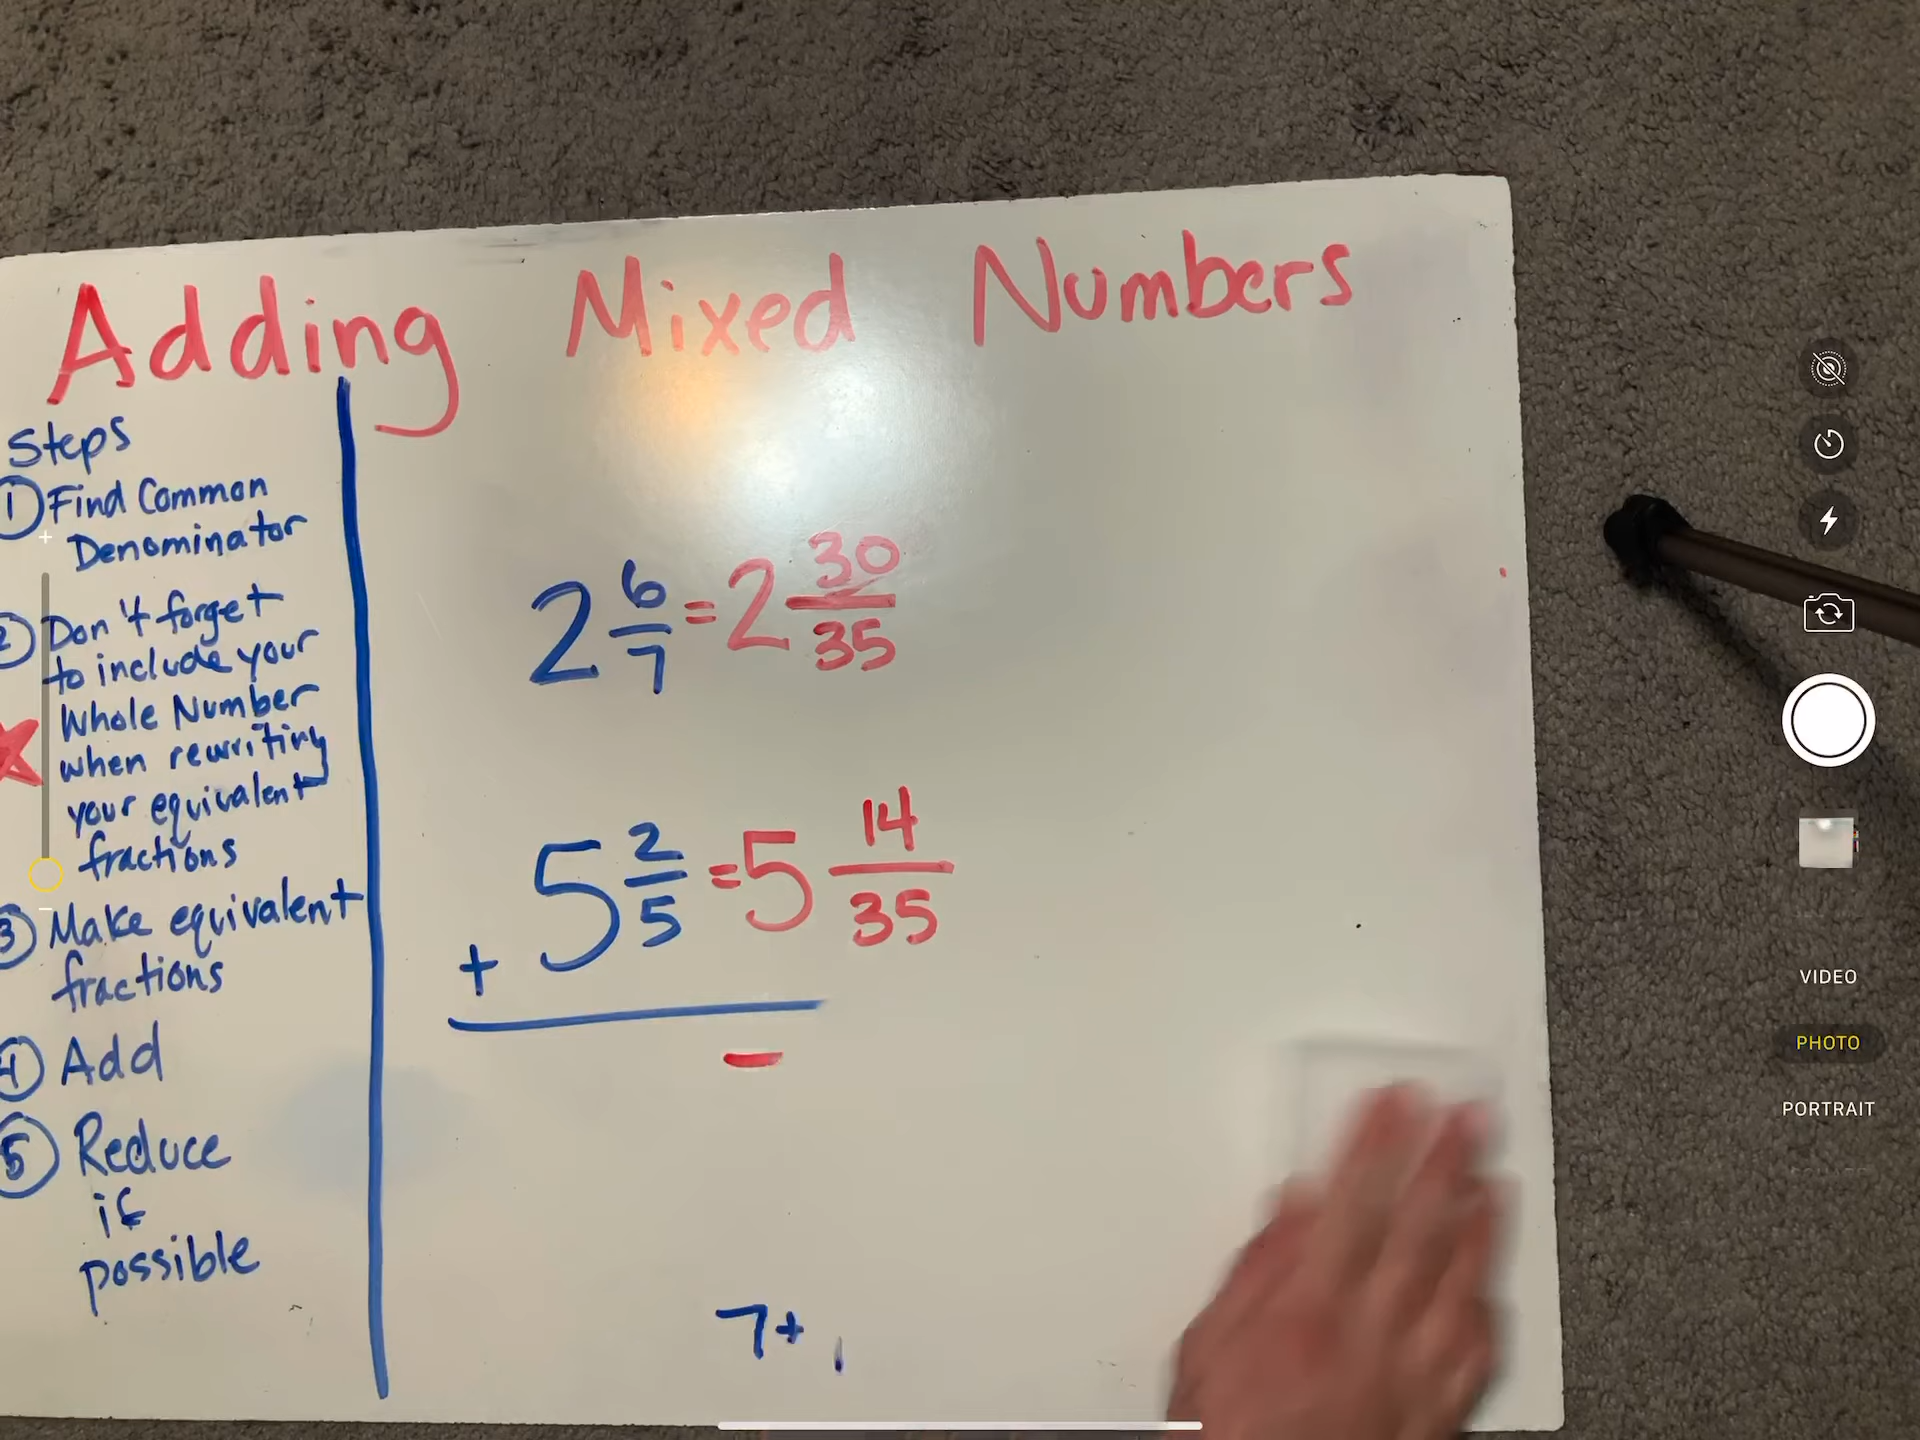 Adding Mixed Numbers
Steps
1 Find Common
Denominator
2 Don't forget
to include your
Whole Number
when rewriting
your equivalent
fractions
3 Make equivalent
fractions
4 Add
5 Reduce
if
possible
2 6/7 = 2 30/35
+ 5 2/5 = 5 14/35
7+
VIDEO
PHOTO
PORTRAIT